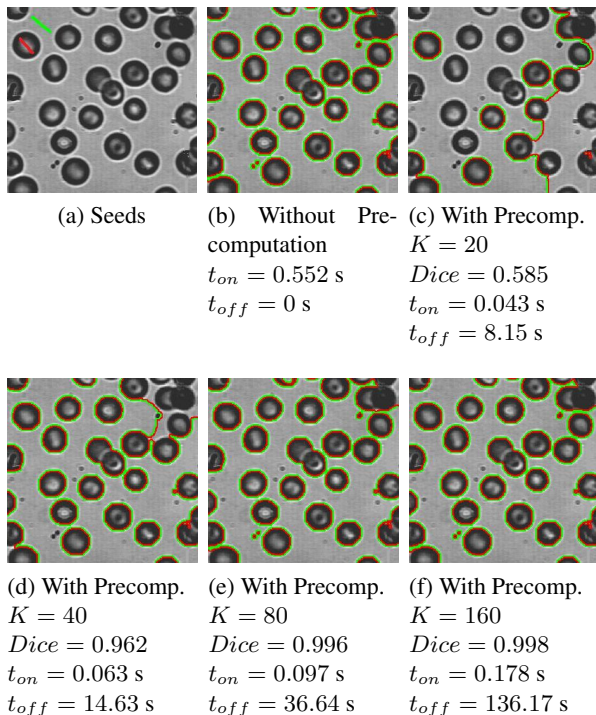 (a) Seeds
(b) Without Pre-
computation
t_on = 0.552 s
t_off = 0 s
(c) With Precomp.
K = 20
Dice = 0.585
t_on = 0.043 s
t_off = 8.15 s
(d) With Precomp.
K = 40
Dice = 0.962
t_on = 0.063 s
t_off = 14.63 s
(e) With Precomp.
K = 80
Dice = 0.996
t_on = 0.097 s
t_off = 36.64 s
(f) With Precomp.
K = 160
Dice = 0.998
t_on = 0.178 s
t_off = 136.17 s